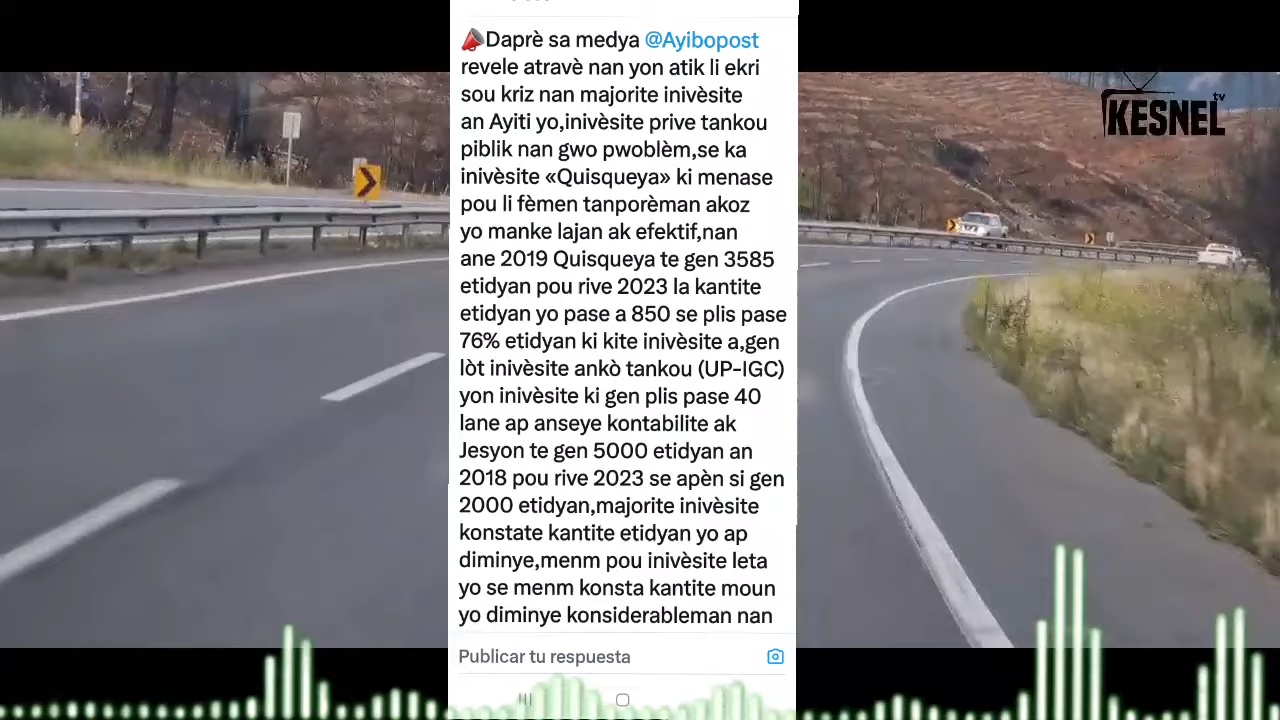 📣Daprè sa medya @Ayibopost
revele atravè nan yon atik li ekri
sou kriz nan majorite inivèsite
an Ayiti yo,inivèsite prive tankou
piblik nan gwo pwoblèm,se ka
inivèsite «Quisqueya» ki menase
pou li fèmen tanporèman akoz
yo manke lajan ak efektif,nan
ane 2019 Quisqueya te gen 3585
etidyan pou rive 2023 la kantite
etidyan yo pase a 850 se plis pase
76% etidyan ki kite inivèsite a,gen
lòt inivèsite ankò tankou (UP-IGC)
yon inivèsite ki gen plis pase 40
lane ap anseye kontabilite ak
Jesyon te gen 5000 etidyan an
2018 pou rive 2023 se apèn si gen
2000 etidyan,majorite inivèsite
konstate kantite etidyan yo ap
diminye,menm pou inivèsite leta
yo se menm konsta kantite moun
yo diminye konsiderableman nan
Publicar tu respuesta
KESNEL tv